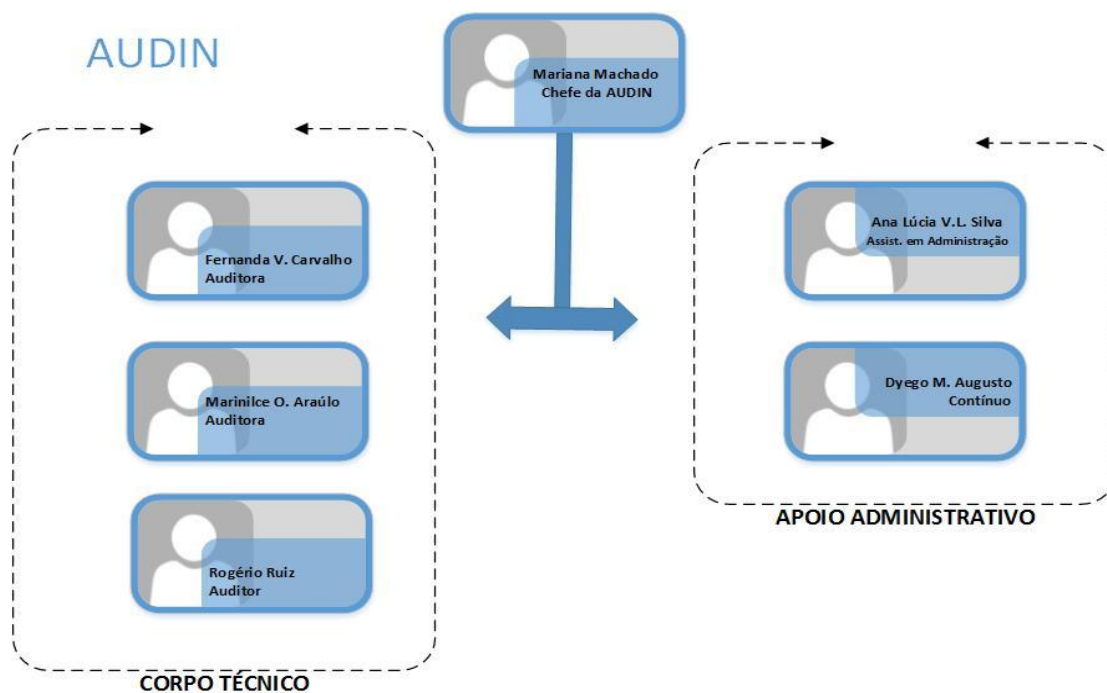 AUDIN
Mariana Machado
Chefe da AUDIN
Fernanda V. Carvalho
Auditora
Marinilce O. Araúlo
Auditora
Rogério Ruiz
Auditor
CORPO TÉCNICO
Ana Lúcia V.L. Silva
Assist. em Administração
Dyego M. Augusto
Contínuo
APOIO ADMINISTRATIVO